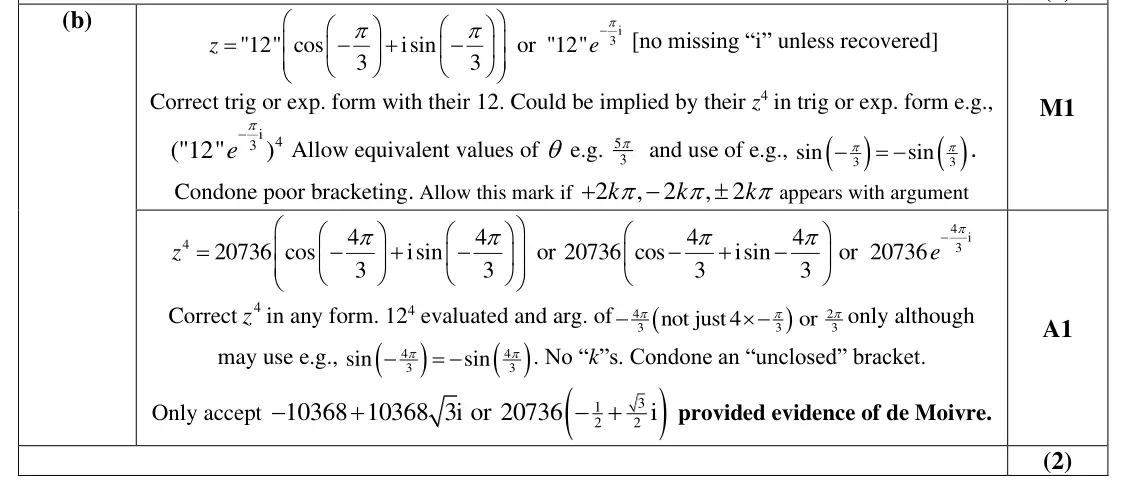 (b)
z = "12"(cos(−π/3) + i sin(−π/3)) or "12"e^(−π/3 i) [no missing “i” unless recovered]
Correct trig or exp. form with their 12. Could be implied by their z⁴ in trig or exp. form e.g.,
M1
("12"e^(−π/3 i))⁴ Allow equivalent values of θ e.g. 5π/3 and use of e.g., sin(−π/3) = −sin(π/3).
Condone poor bracketing. Allow this mark if +2kπ, −2kπ, ±2kπ appears with argument
z⁴ = 20736(cos(−4π/3) + i sin(−4π/3)) or 20736(cos −4π/3 + i sin −4π/3) or 20736e^(−4π/3 i)
Correct z⁴ in any form. 12⁴ evaluated and arg. of −4π/3 (not just 4 × −π/3) or 2π/3 only although
A1
may use e.g., sin(−4π/3) = −sin(4π/3). No “k”s. Condone an “unclosed” bracket.
Only accept −10368 + 10368√3i or 20736(−1/2 + √3/2 i) provided evidence of de Moivre.
(2)